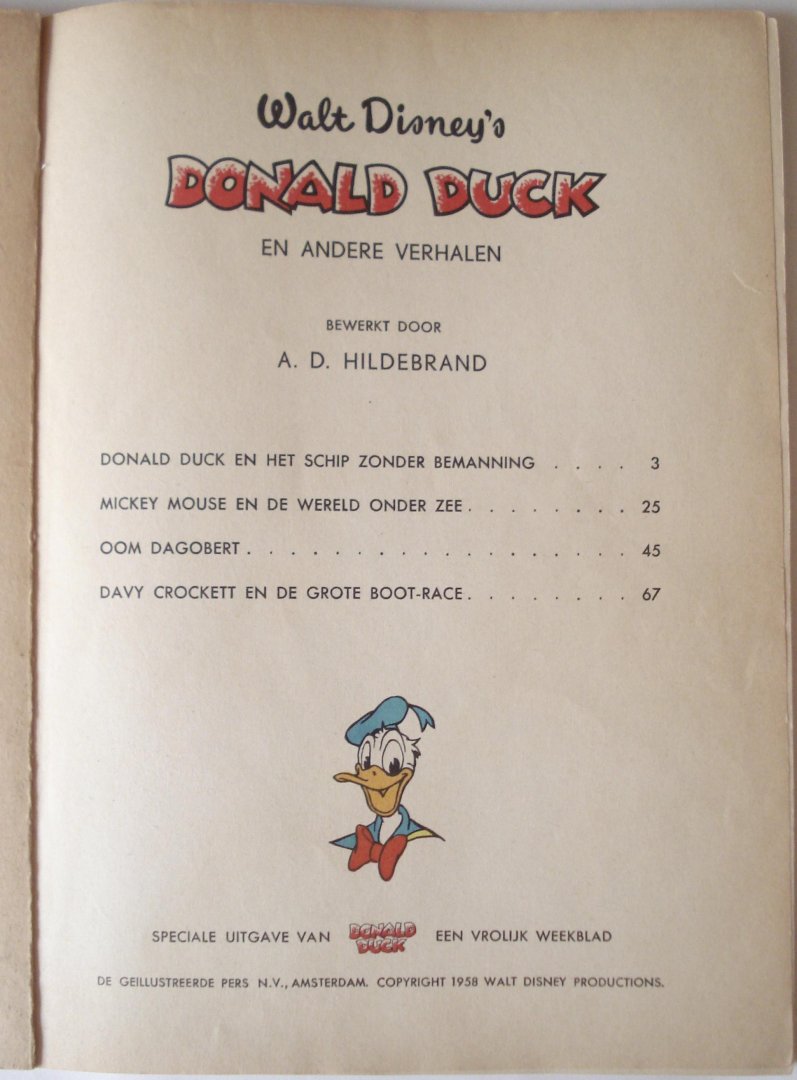 Walt Disney's
DONALD DUCK
EN ANDERE VERHALEN
BEWERKT DOOR
A. D. HILDEBRAND
DONALD DUCK EN HET SCHIP ZONDER BEMANNING . . . . 3
MICKEY MOUSE EN DE WERELD ONDER ZEE. . . . . . . . 25
OOM DAGOBERT. . . . . . . . . . . . . . . . . . 45
DAVY CROCKETT EN DE GROTE BOOT-RACE. . . . . . . . 67
SPECIALE UITGAVE VAN DONALD DUCK EEN VROLIJK WEEKBLAD
DE GEILLUSTREERDE PERS N.V., AMSTERDAM. COPYRIGHT 1958 WALT DISNEY PRODUCTIONS.